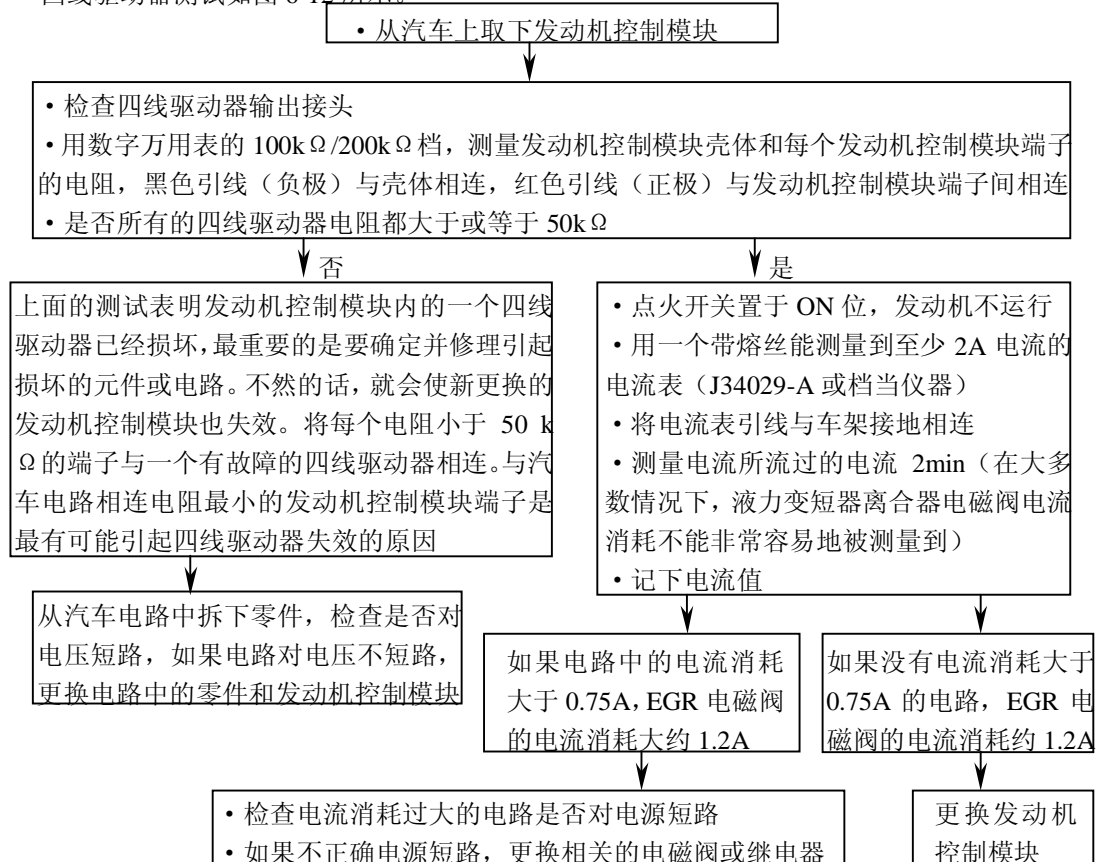 四线驱动器测试如图 6-12 所示。
·从汽车上取下发动机控制模块
·检查四线驱动器输出接头
·用数字万用表的 100kΩ/200kΩ档，测量发动机控制模块壳体和每个发动机控制模块端子
的电阻，黑色引线（负极）与壳体相连，红色引线（正极）与发动机控制模块端子间相连
·是否所有的四线驱动器电阻都大于或等于 50kΩ
否
是
上面的测试表明发动机控制模块内的一个四线
驱动器已经损坏，最重要的是要确定并修理引起
损坏的元件或电路。不然的话，就会使新更换的
发动机控制模块也失效。将每个电阻小于 50 k
Ω的端子与一个有故障的四线驱动器相连。与汽
车电路相连电阻最小的发动机控制模块端子是
最有可能引起四线驱动器失效的原因
·点火开关置于 ON 位，发动机不运行
·用一个带熔丝能测量到至少 2A 电流的
电流表（J34029-A 或档当仪器）
·将电流表引线与车架接地相连
·测量电流所流过的电流 2min（在大多
数情况下，液力变短器离合器电磁阀电流
消耗不能非常容易地被测量到）
·记下电流值
从汽车电路中拆下零件，检查是否对
电压短路，如果电路对电压不短路，
更换电路中的零件和发动机控制模块
如果电路中的电流消耗
大于 0.75A，EGR 电磁阀
的电流消耗大约 1.2A
如果没有电流消耗大于
0.75A 的电路，EGR 电
磁阀的电流消耗约 1.2A
·检查电流消耗过大的电路是否对电源短路
·如果不正确电源短路，更换相关的电磁阀或继电器
更换发动机
控制模块